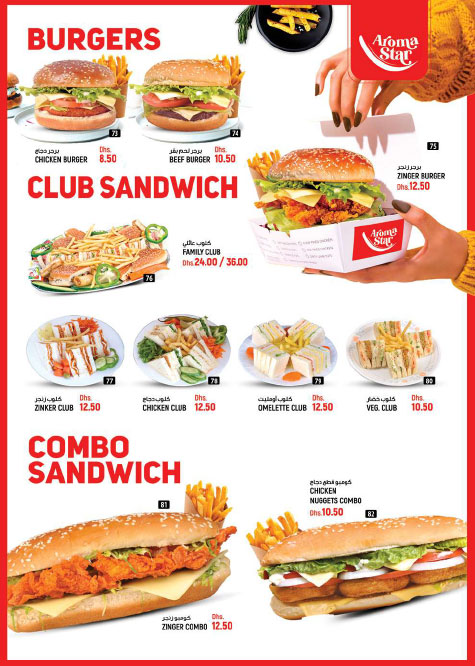 BURGERS
Aroma
Star
73
برجر دجاج
CHICKEN BURGER
Dhs.
8.50
74
برجر لحم بقر
BEEF BURGER
Dhs.
10.50
75
برجر زنجر
ZINGER BURGER
Dhs.12.50
CLUB SANDWICH
كلوب عائلي
FAMILY CLUB
Dhs 24.00 / 36.00
76
Aroma
Star
77
كلوب زنجر
ZINKER CLUB
Dhs.
12.50
78
كلوب دجاج
CHICKEN CLUB
Dhs.
12.50
79
كلوب أومليت
OMELETTE CLUB
Dhs.
12.50
80
كلوب خضار
VEG. CLUB
Dhs.
10.50
COMBO
SANDWICH
81
كومبو زنجر
ZINGER COMBO
Dhs.
12.50
كومبو قطع دجاج
CHICKEN
NUGGETS COMBO
Dhs.10.50
82